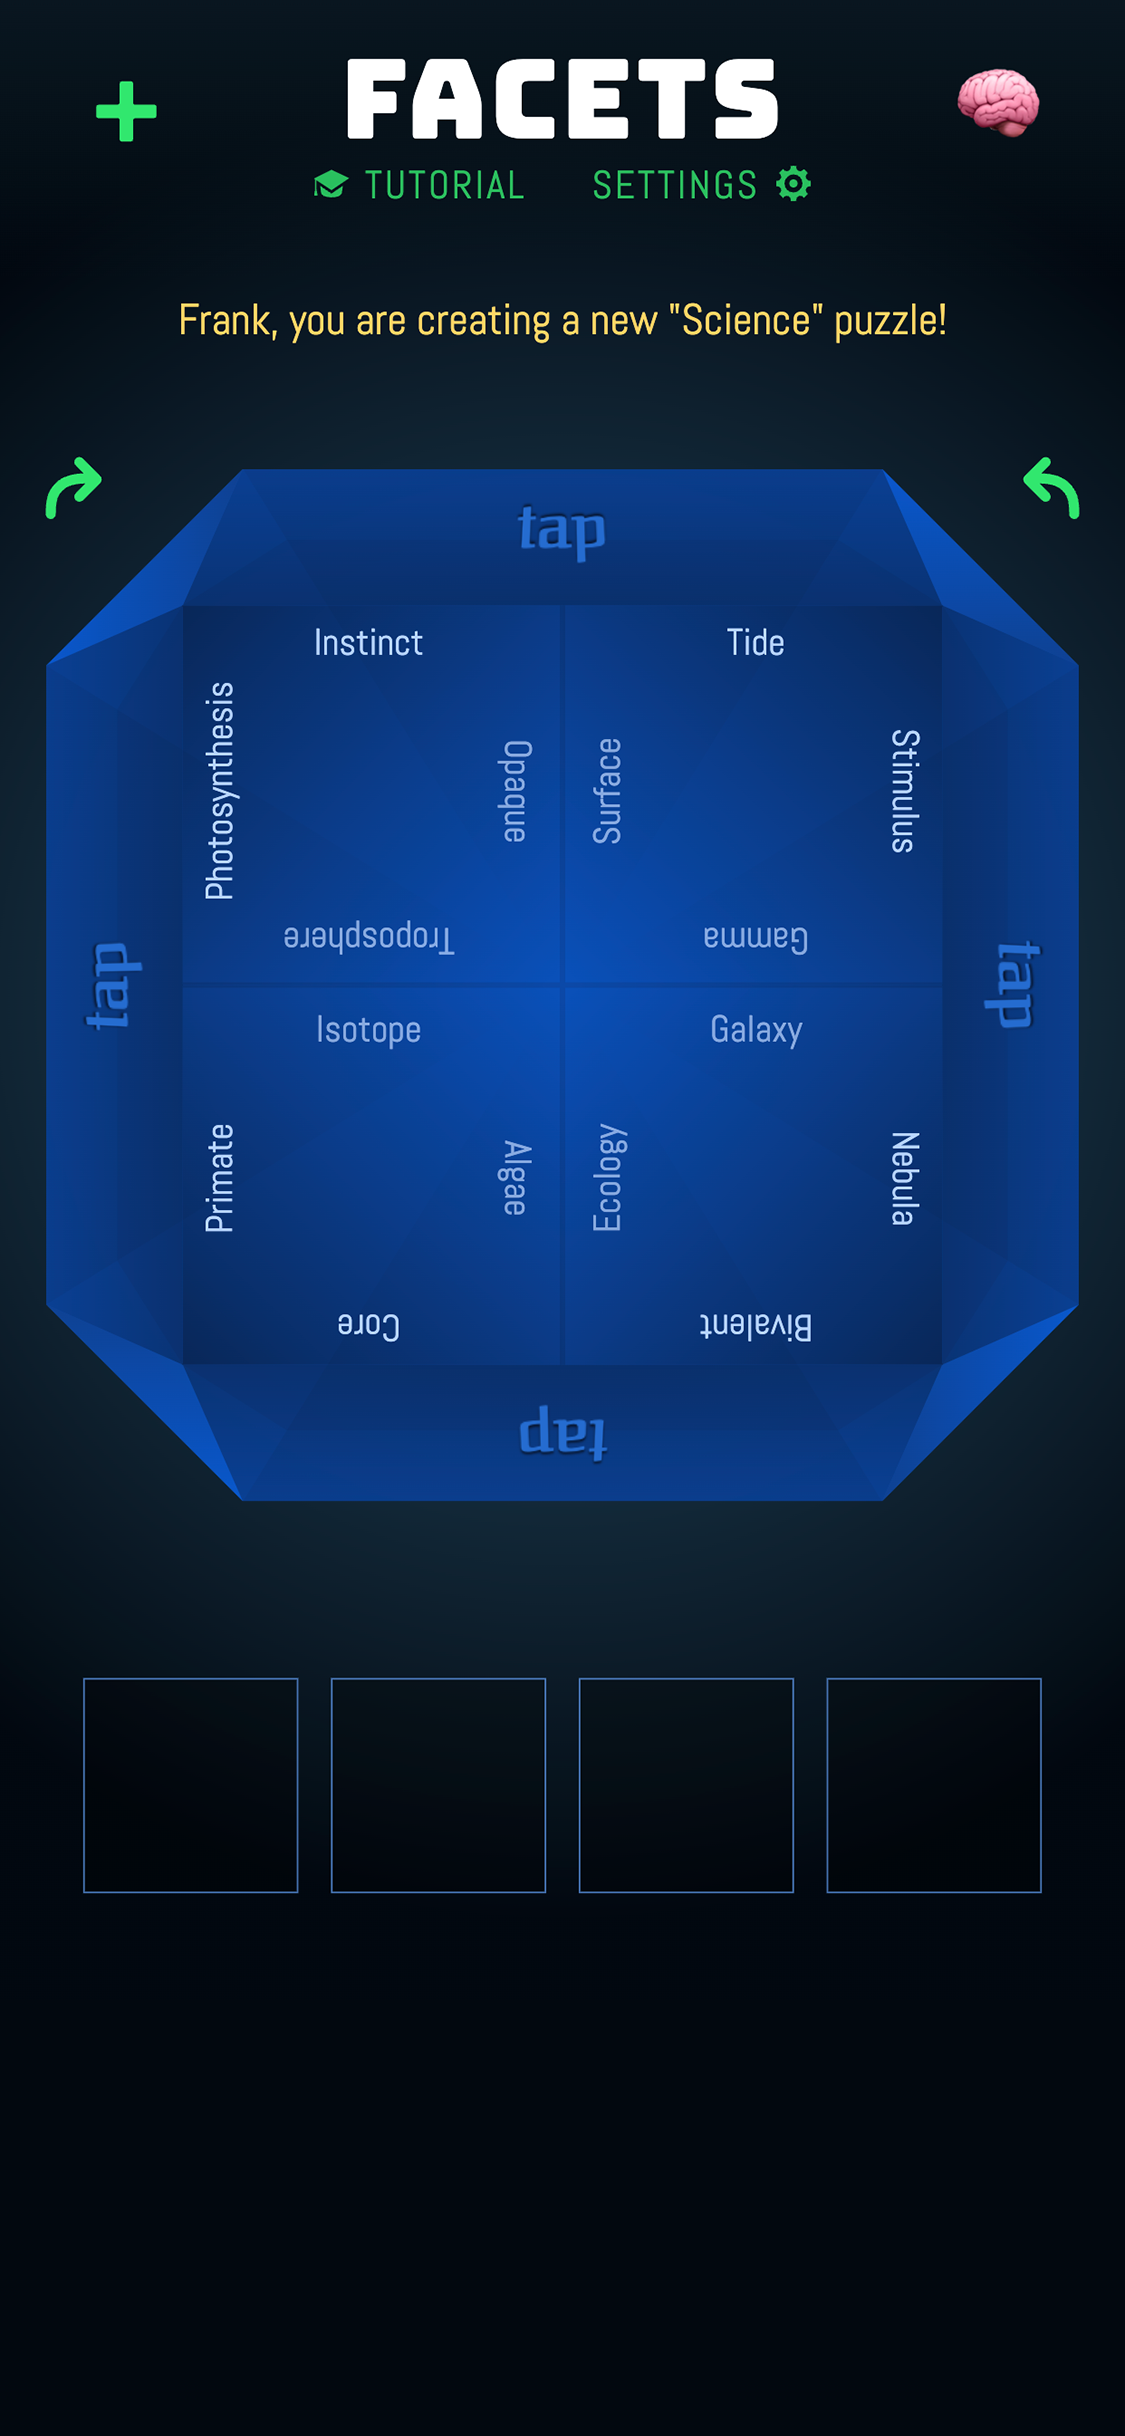 FACETS
TUTORIAL SETTINGS
Frank, you are creating a new "Science" puzzle!
tap
Instinct
Tide
Photosynthesis
Opaque
Surface
Stimulus
Troposphere
Gamma
tap
tap
Isotope
Galaxy
Primate
Algae
Ecology
Nebula
Core
Bivalent
tap